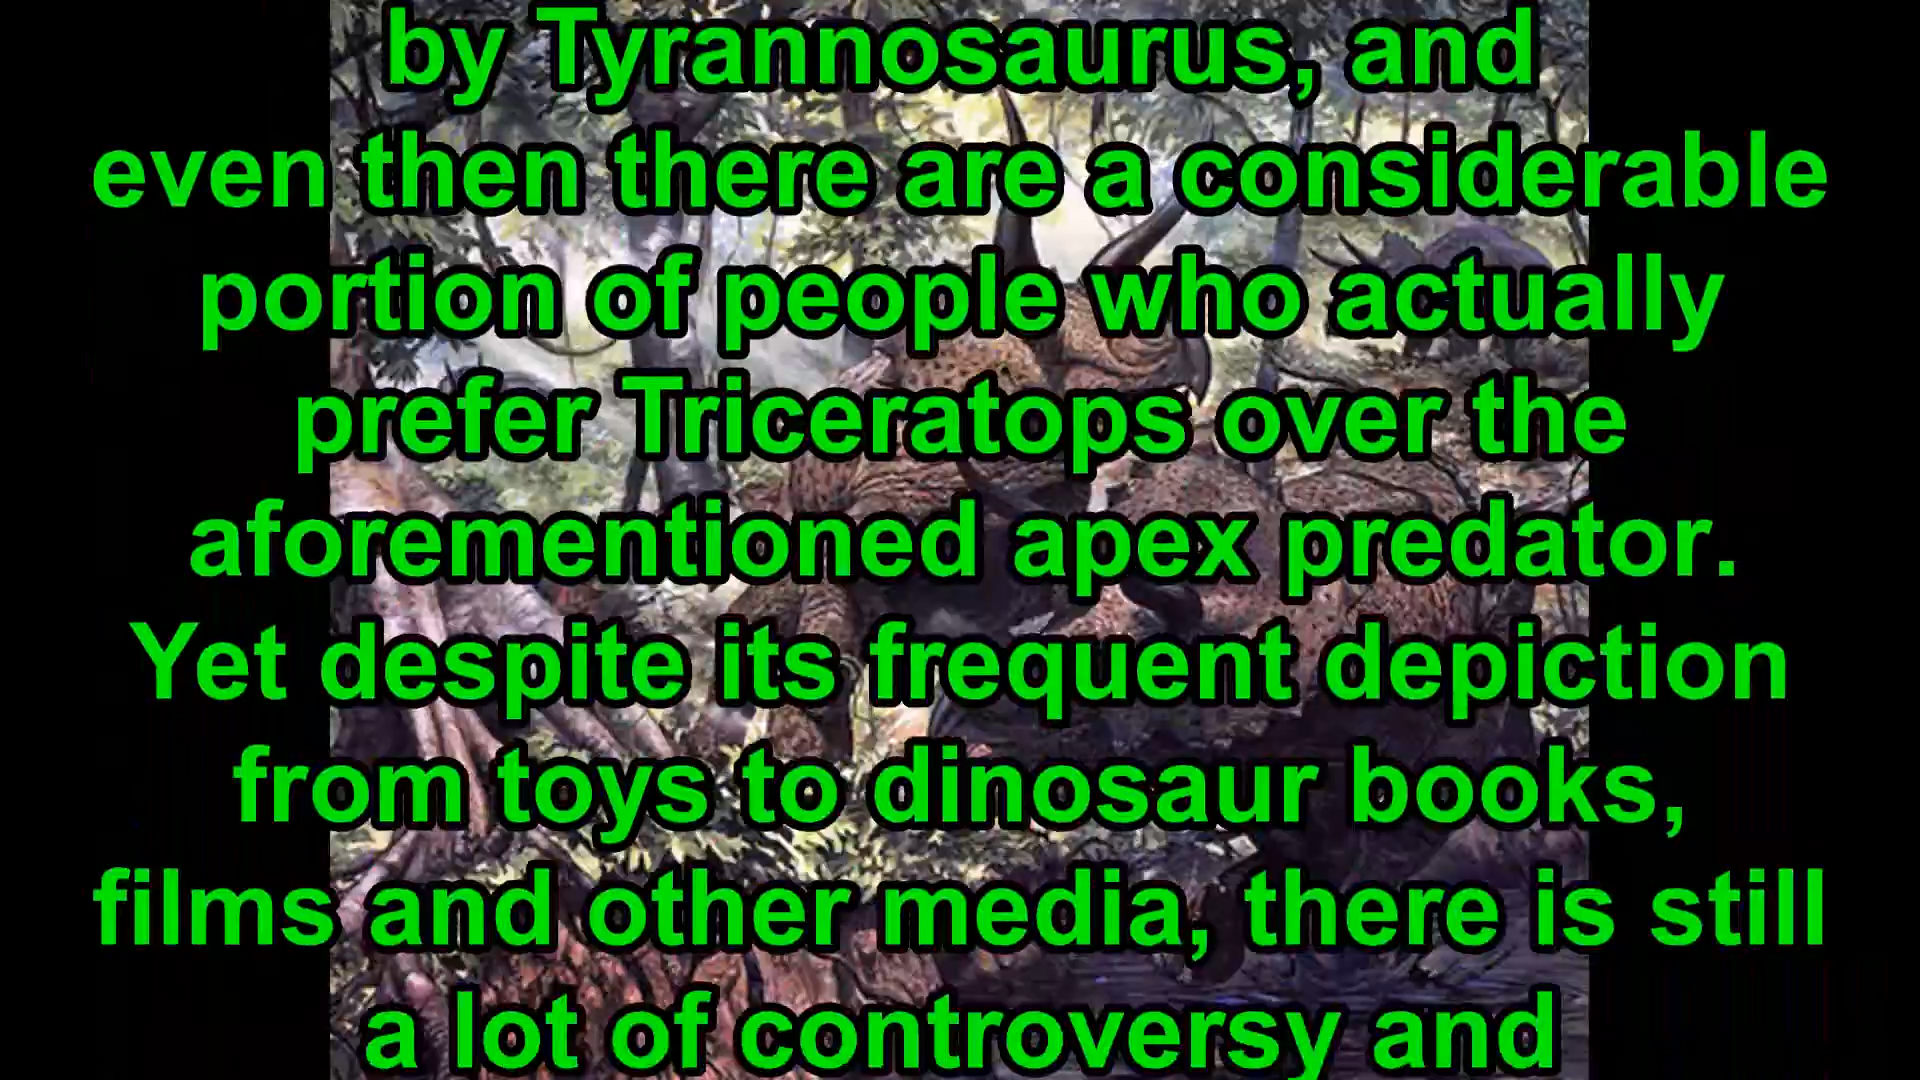 by Tyrannosaurus, and
even then there are a considerable
portion of people who actually
prefer Triceratops over the
aforementioned apex predator.
Yet despite its frequent depiction
from toys to dinosaur books,
films and other media, there is still
a lot of controversy and